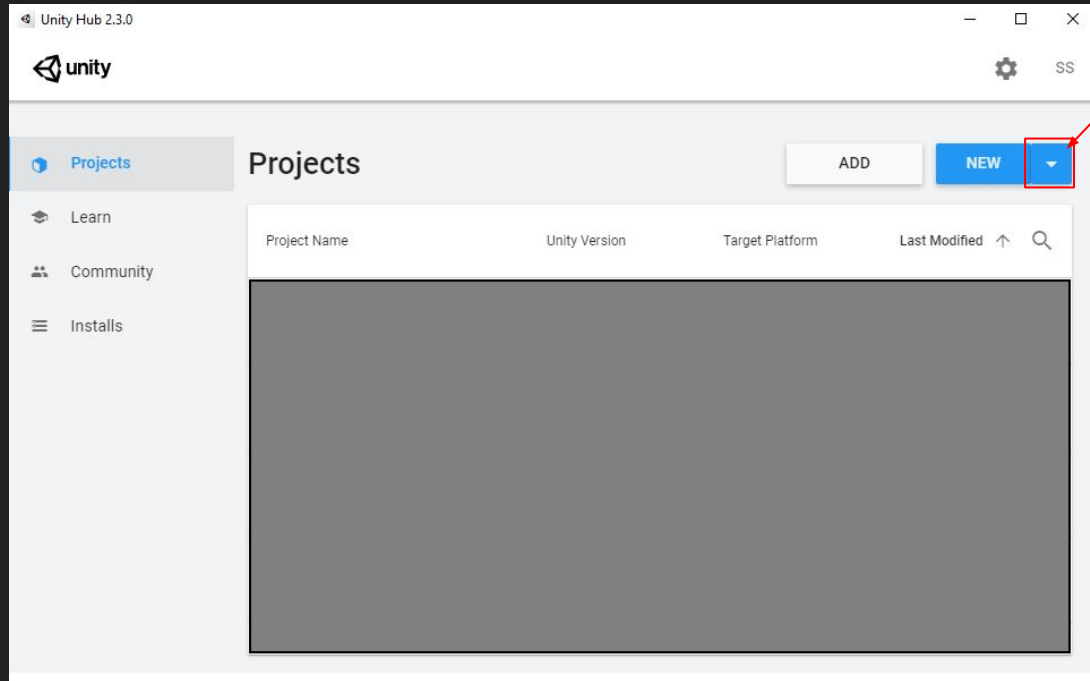 Unity Hub 2.3.0
unity
SS
Projects
Learn
Community
Installs
Projects
ADD
NEW
Project Name Unity Version Target Platform Last Modified